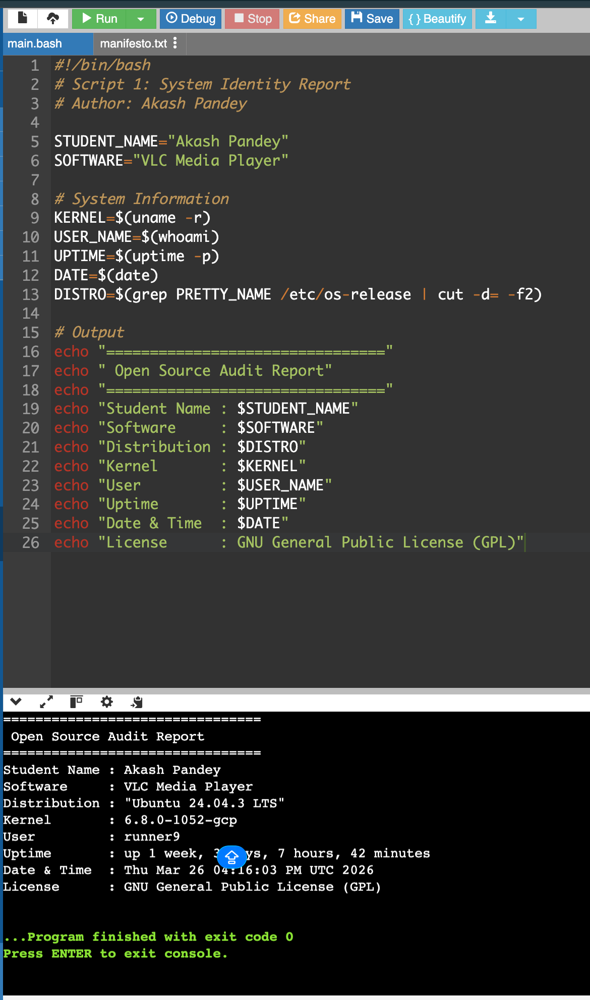 Run Debug Stop Share Save { } Beautify
main.bash manifesto.txt
1 #!/bin/bash
2 # Script 1: System Identity Report
3 # Author: Akash Pandey
4
5 STUDENT_NAME="Akash Pandey"
6 SOFTWARE="VLC Media Player"
7
8 # System Information
9 KERNEL=$(uname -r)
10 USER_NAME=$(whoami)
11 UPTIME=$(uptime -p)
12 DATE=$(date)
13 DISTRO=$(grep PRETTY_NAME /etc/os-release | cut -d= -f2)
14
15 # Output
16 echo "================================"
17 echo " Open Source Audit Report"
18 echo "================================"
19 echo "Student Name : $STUDENT_NAME"
20 echo "Software     : $SOFTWARE"
21 echo "Distribution : $DISTRO"
22 echo "Kernel       : $KERNEL"
23 echo "User         : $USER_NAME"
24 echo "Uptime       : $UPTIME"
25 echo "Date & Time  : $DATE"
26 echo "License      : GNU General Public License (GPL)"
================================
 Open Source Audit Report
================================
Student Name : Akash Pandey
Software     : VLC Media Player
Distribution : "Ubuntu 24.04.3 LTS"
Kernel       : 6.8.0-1052-gcp
User         : runner9
Uptime       : up 1 week, 7 hours, 42 minutes
Date & Time  : Thu Mar 26 04:16:03 PM UTC 2026
License      : GNU General Public License (GPL)
...Program finished with exit code 0
Press ENTER to exit console.